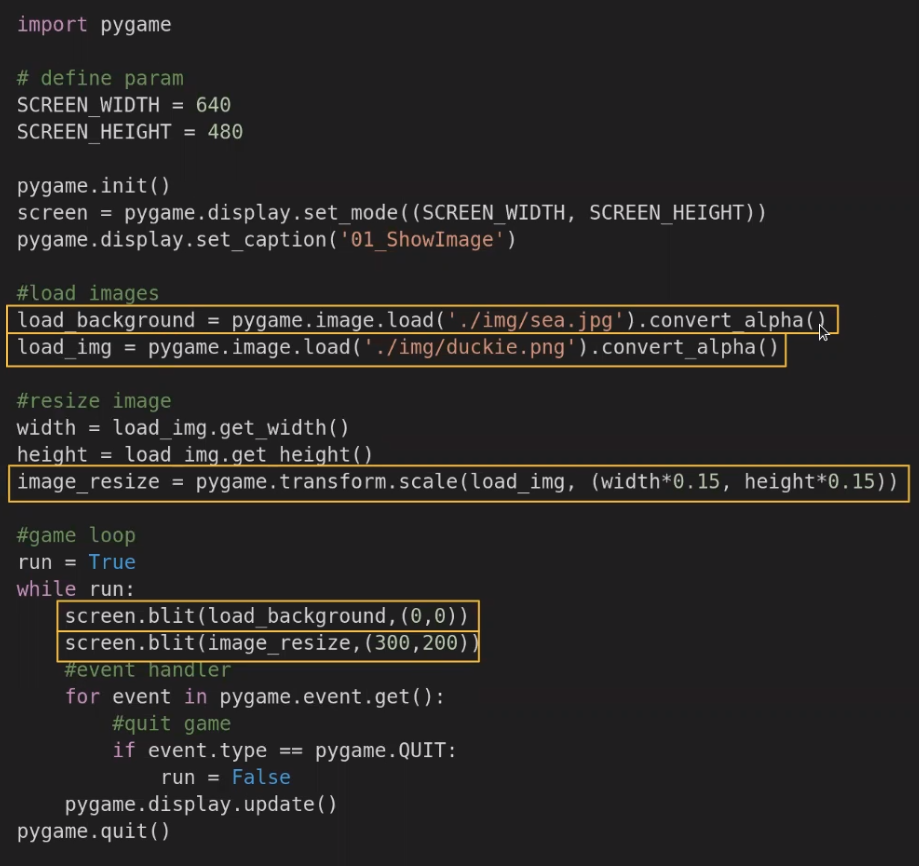 import pygame

# define param
SCREEN_WIDTH = 640
SCREEN_HEIGHT = 480

pygame.init()
screen = pygame.display.set_mode((SCREEN_WIDTH, SCREEN_HEIGHT))
pygame.display.set_caption('01_ShowImage')

#load images
load_background = pygame.image.load('./img/sea.jpg').convert_alpha()
load_img = pygame.image.load('./img/duckie.png').convert_alpha()

#resize image
width = load_img.get_width()
height = load_img.get_height()
image_resize = pygame.transform.scale(load_img, (width*0.15, height*0.15))

#game loop
run = True
while run:
    screen.blit(load_background,(0,0))
    screen.blit(image_resize,(300,200))
    #event handler
    for event in pygame.event.get():
        #quit game
        if event.type == pygame.QUIT:
            run = False
    pygame.display.update()
pygame.quit()